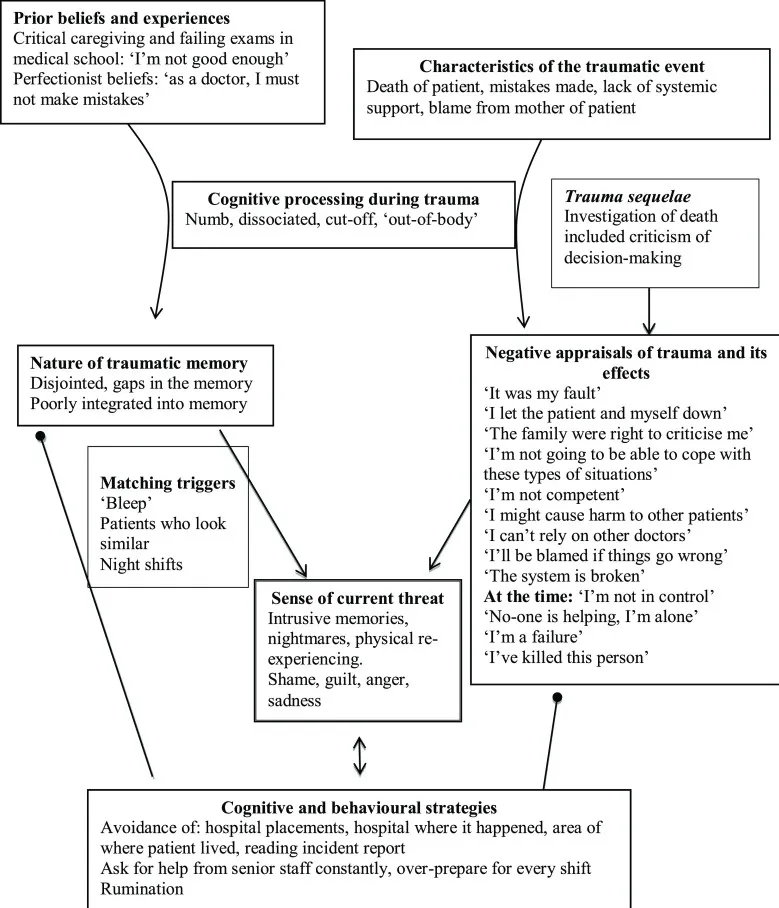 Prior beliefs and experiences
Critical caregiving and failing exams in
medical school: ‘I’m not good enough’
Perfectionist beliefs: ‘as a doctor, I must
not make mistakes’
Characteristics of the traumatic event
Death of patient, mistakes made, lack of systemic
support, blame from mother of patient
Cognitive processing during trauma
Numb, dissociated, cut-off, ‘out-of-body’
Trauma sequelae
Investigation of death
included criticism of
decision-making
Nature of traumatic memory
Disjointed, gaps in the memory
Poorly integrated into memory
Negative appraisals of trauma and its
effects
‘It was my fault’
‘I let the patient and myself down’
‘The family were right to criticise me’
‘I’m not going to be able to cope with
these types of situations’
‘I’m not competent’
‘I might cause harm to other patients’
‘I can’t rely on other doctors’
‘I’ll be blamed if things go wrong’
‘The system is broken’
At the time: ‘I’m not in control’
‘No-one is helping, I’m alone’
‘I’m a failure’
‘I’ve killed this person’
Matching triggers
‘Bleep’
Patients who look
similar
Night shifts
Sense of current threat
Intrusive memories,
nightmares, physical re-
experiencing.
Shame, guilt, anger,
sadness
Cognitive and behavioural strategies
Avoidance of: hospital placements, hospital where it happened, area of
where patient lived, reading incident report
Ask for help from senior staff constantly, over-prepare for every shift
Rumination